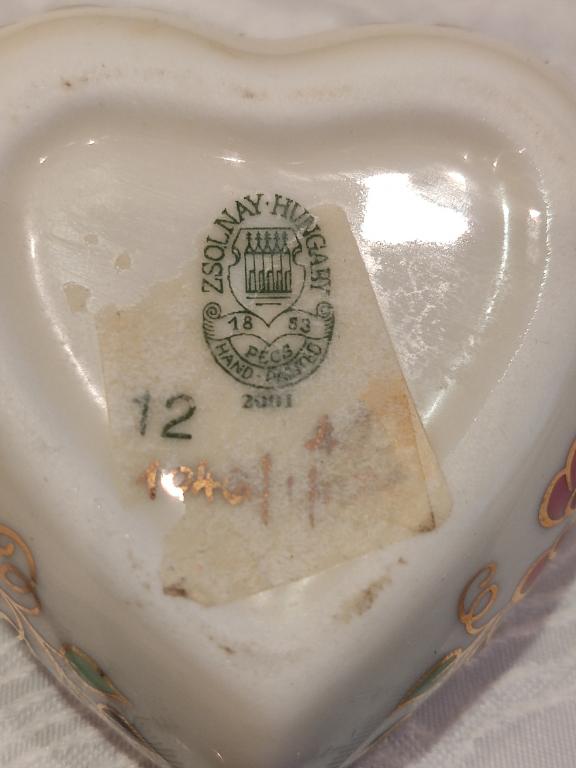 ZSOLNAY·HUNGARY
18 53
PÉCS
HAND-PAINTED
2001
12